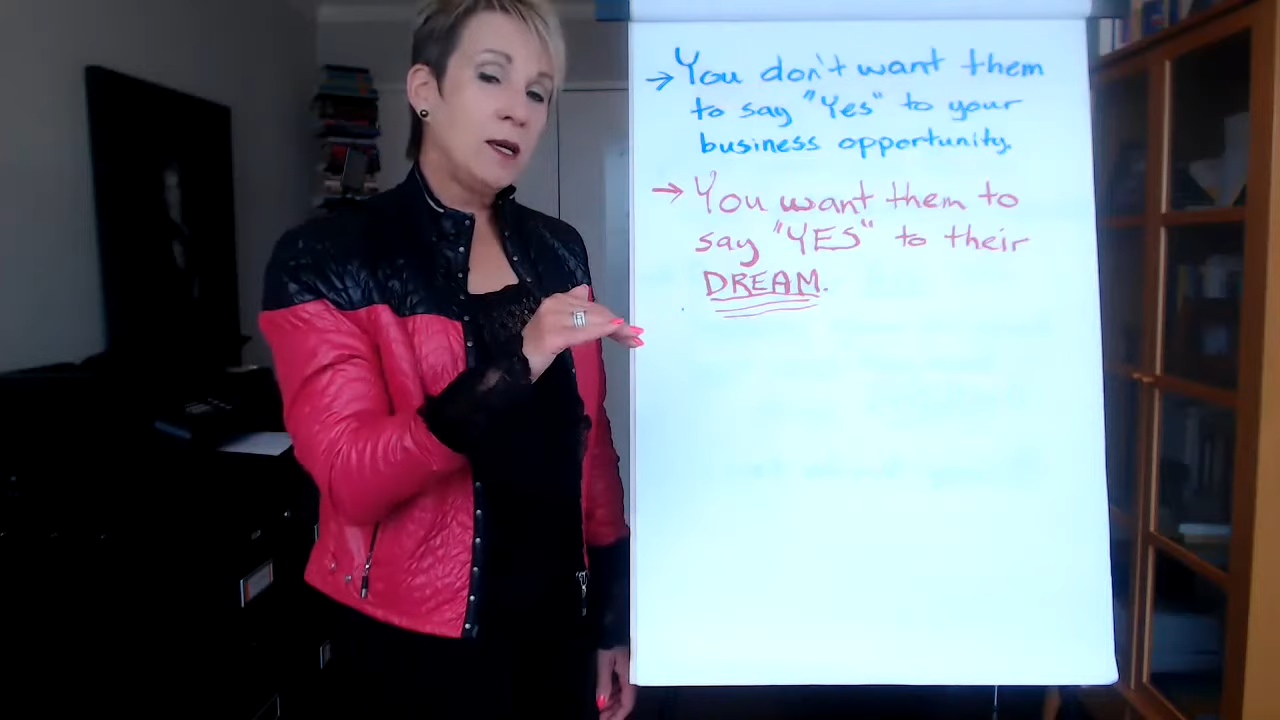 → You don't want them
to say "Yes" to your
business opportunity.
→ You want them to
say "YES" to their
DREAM.